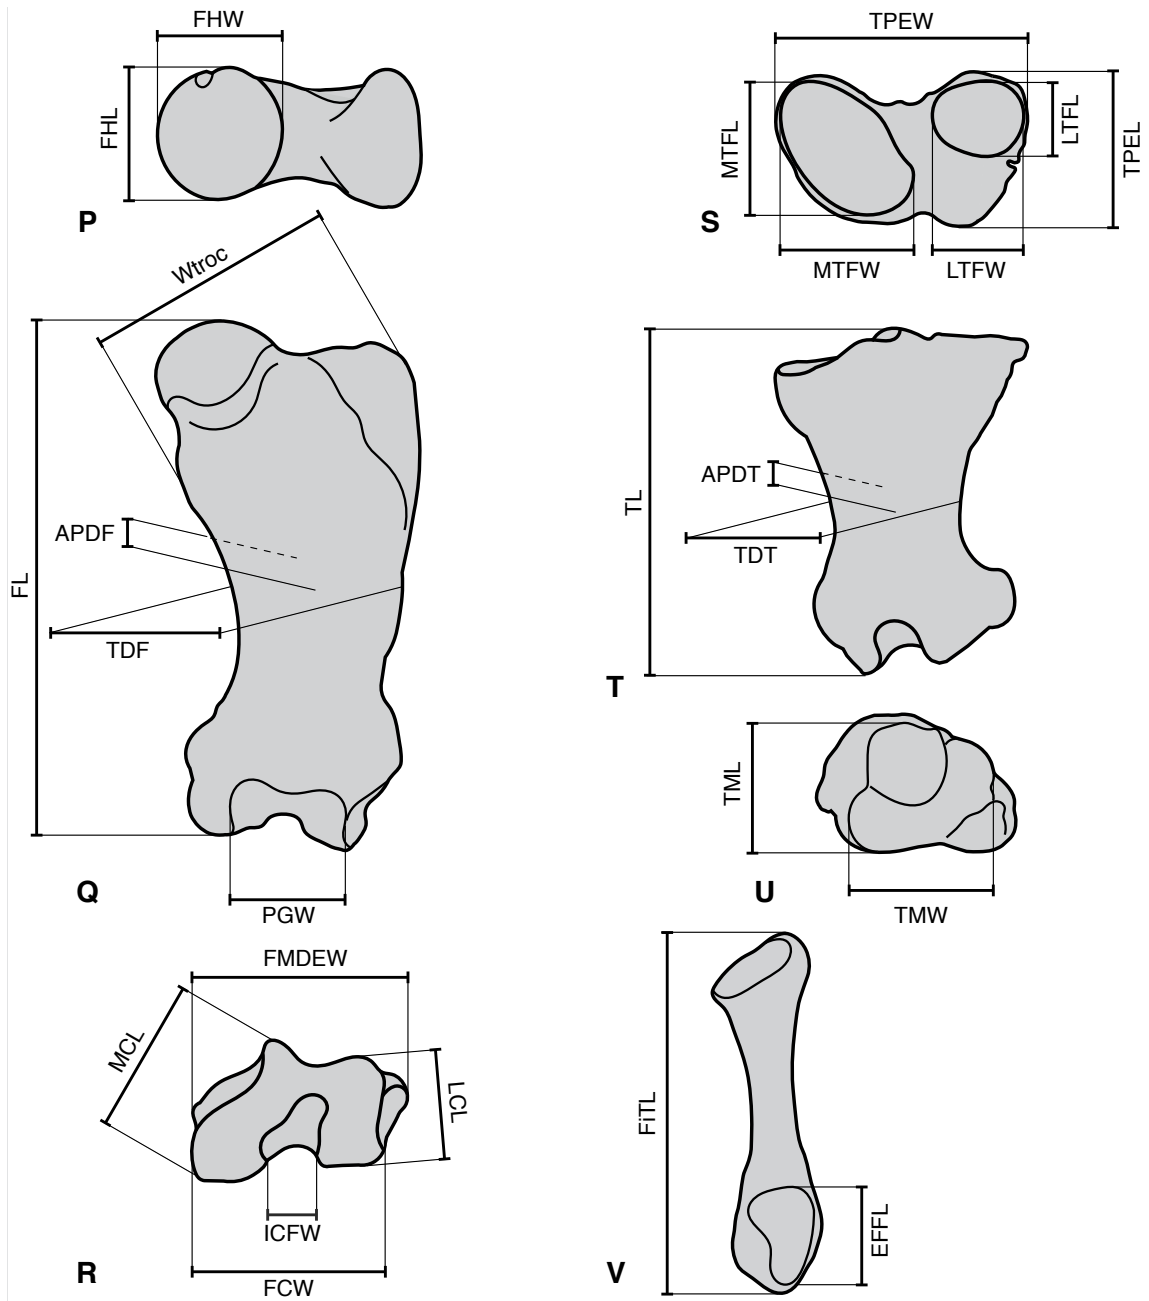 FHW
FHL
P
Wtroc
FL
APDF
TDF
Q
PGW
FMDEW
MCL
LCL
ICFW
R
FCW
TPEW
MTFL
LTFL
TPEL
S
MTFW
LTFW
TL
APDT
TDT
T
TML
U
TMW
FiTL
EFFL
V